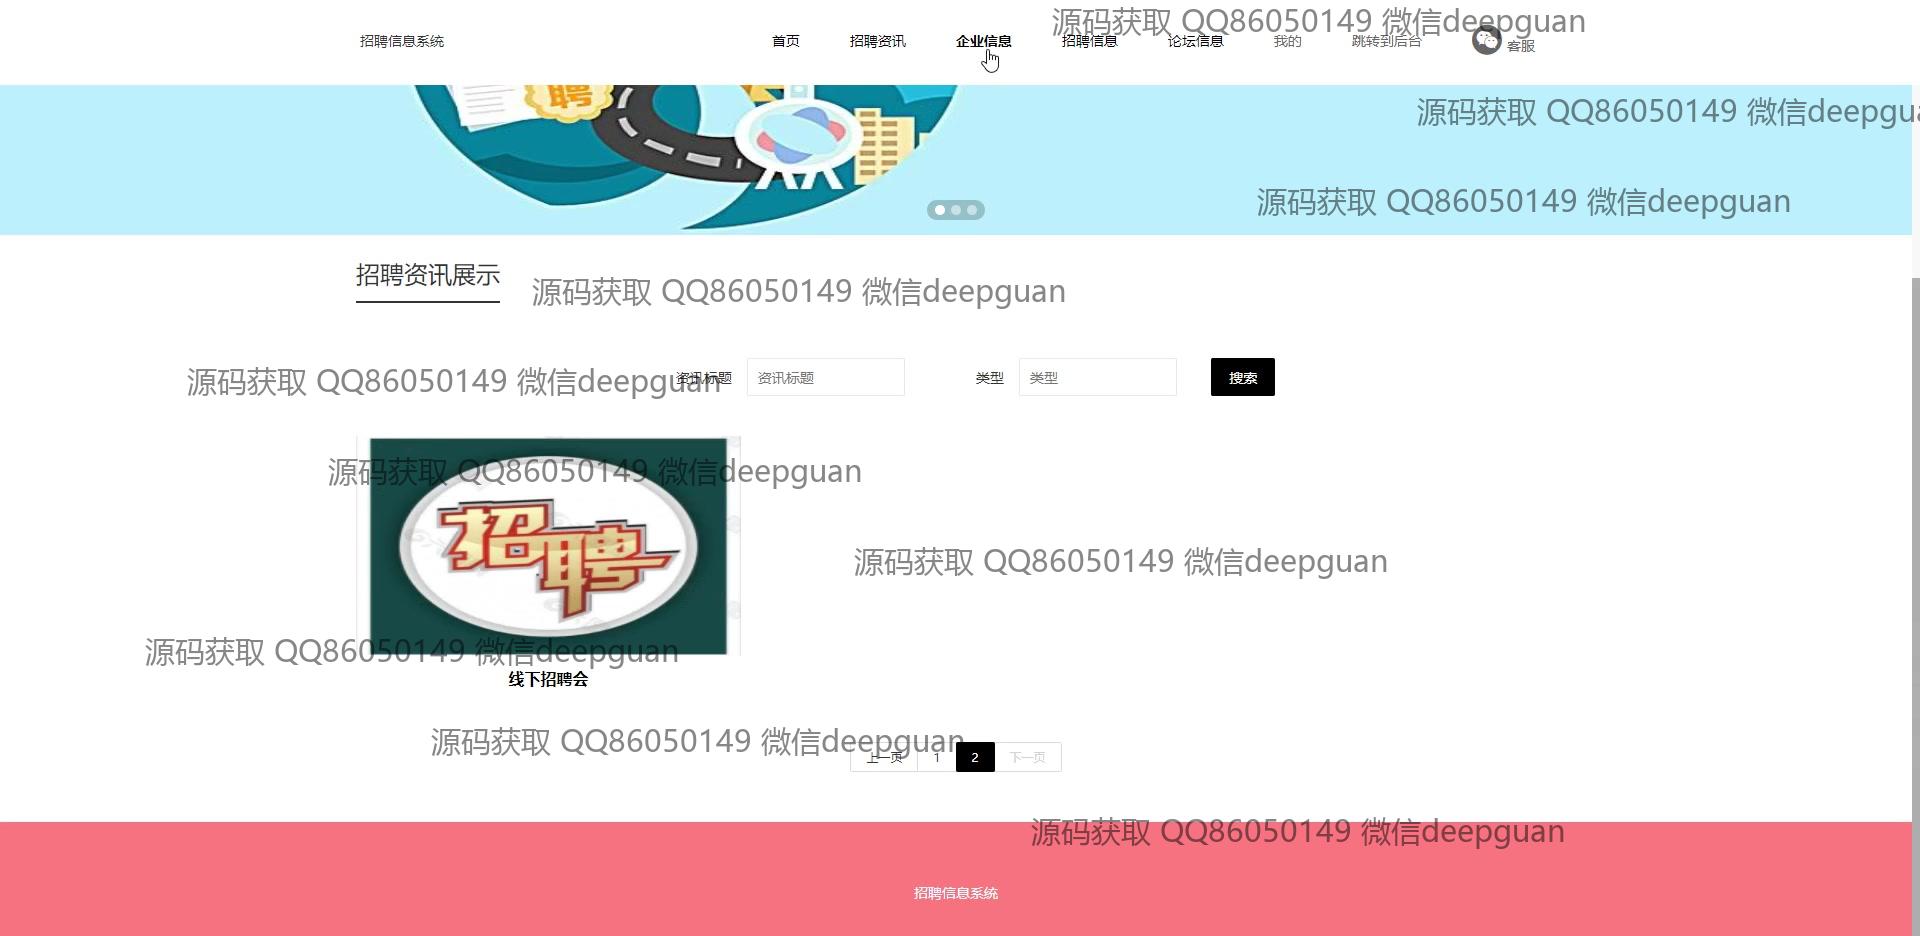 招聘信息系统
首页
招聘资讯
企业信息
招聘信息
论坛信息
我的
跳转到后台
客服
源码获取 QQ86050149 微信deepguan
聘
源码获取 QQ86050149 微信deepgua
源码获取 QQ86050149 微信deepguan
招聘资讯展示
源码获取 QQ86050149 微信deepguan
源码获取 QQ86050149 微信deepguan
资讯标题
资讯标题
类型
类型
搜索
源码获取 QQ86050149 微信deepguan
招聘
源码获取 QQ86050149 微信deepguan
源码获取 QQ86050149 微信deepguan
线下招聘会
源码获取 QQ86050149 微信deepguan
上一页
1
2
下一页
源码获取 QQ86050149 微信deepguan
招聘信息系统